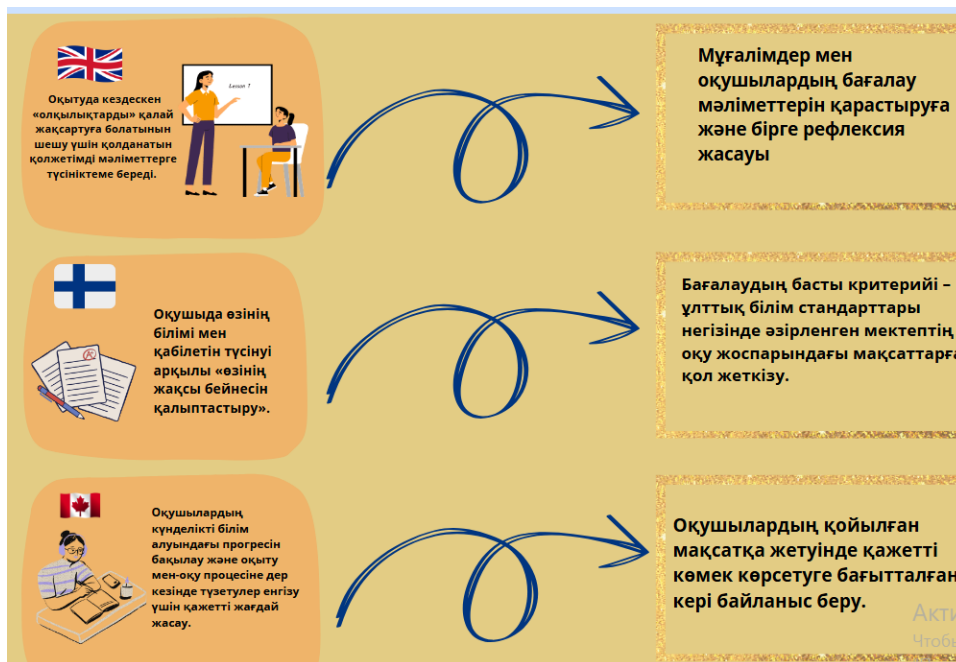 Оқытуда кездескен
«олқылықтарды» қалай
жақсартуға болатынын
шешу үшін қолданатын
қолжетімді мәліметтерге
түсініктеме береді.
Lesson 1
Мұғалімдер мен
оқушылардың бағалау
мәліметтерін қарастыруға
және бірге рефлексия
жасауы
Оқушыда өзінің
білімі мен
қабілетін түсінуі
арқылы «өзінің
жақсы бейнесін
қалыптастыру».
Бағалаудың басты критерийі –
ұлттық білім стандарттары
негізінде әзірленген мектептің
оқу жоспарындағы мақсаттарға
қол жеткізу.
Оқушылардың
күнделікті білім
алуындағы прогресін
бақылау және оқыту
мен-оқу процесіне дер
кезінде түзетулер енгізу
үшін қажетті жағдай
жасау.
Оқушылардың қойылған
мақсатқа жетуінде қажетті
көмек көрсетуге бағытталған
кері байланыс беру.